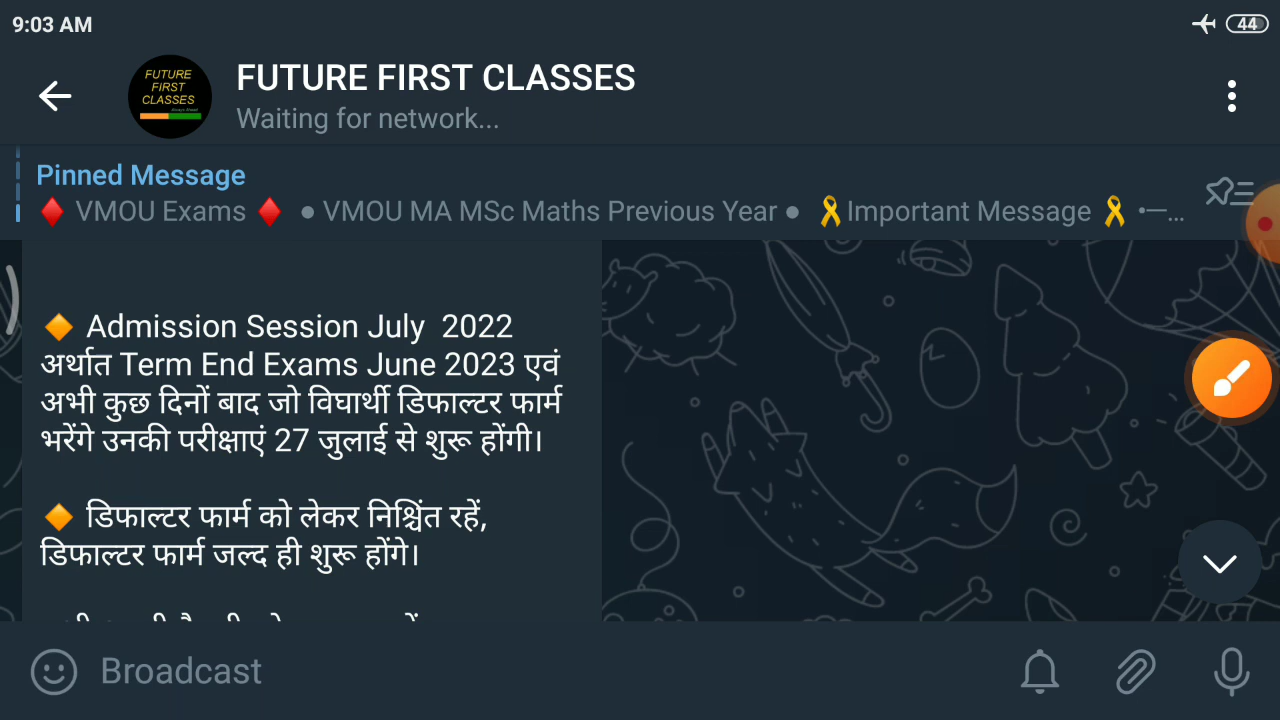 9:03 AM
44
FUTURE
FIRST
CLASSES
FUTURE FIRST CLASSES
Waiting for network...
Pinned Message
♦️ VMOU Exams ♦️ ● VMOU MA MSc Maths Previous Year ● 🎗Important Message 🎗 •—...
🔶 Admission Session July 2022
अर्थात Term End Exams June 2023 एवं
अभी कुछ दिनों बाद जो विघार्थी डिफाल्टर फार्म
भरेंगे उनकी परीक्षाएं 27 जुलाई से शुरू होंगी।
🔶 डिफाल्टर फार्म को लेकर निश्चिंत रहें,
डिफाल्टर फार्म जल्द ही शुरू होंगे।
Broadcast